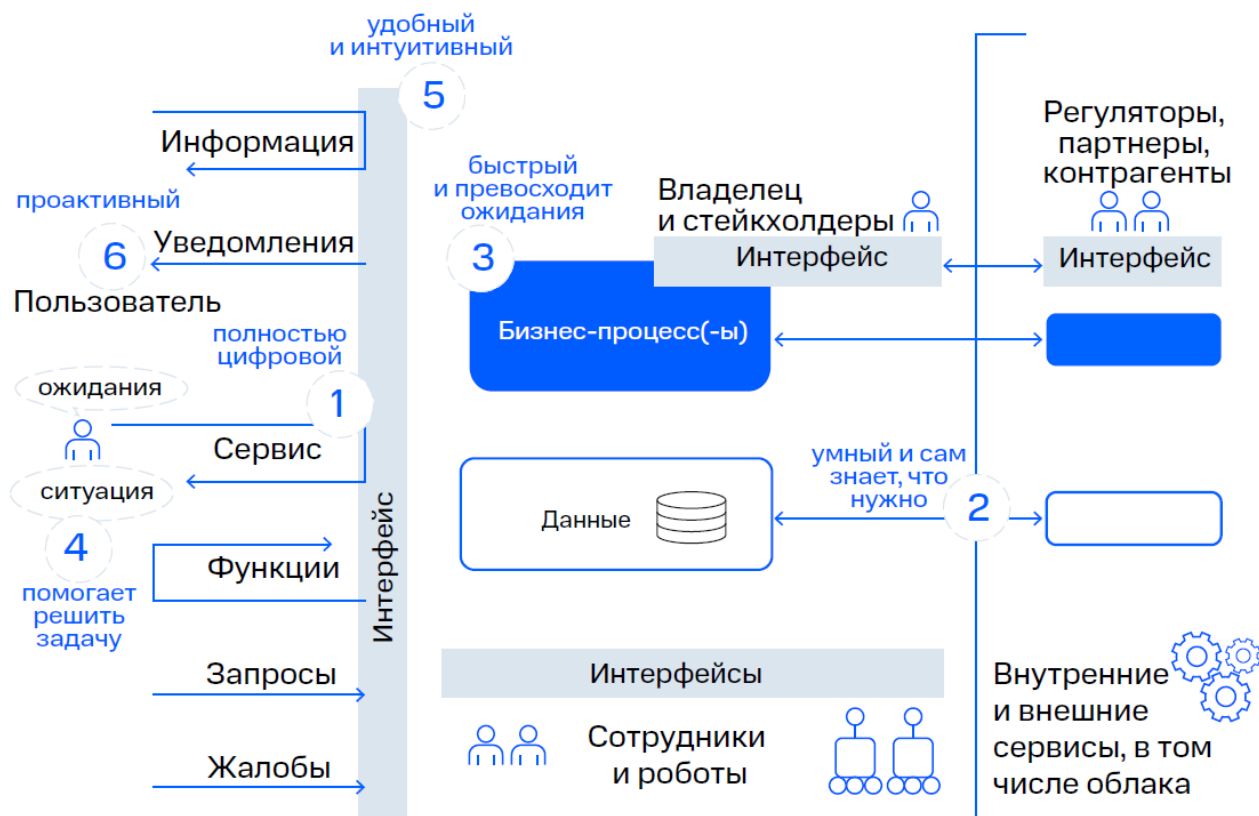 удобный
и интуитивный
5
Информация
проактивный
6
Уведомления
Пользователь
полностью
цифровой
1
ожидания
Сервис
ситуация
4
Функции
помогает
решить
задачу
Запросы
Жалобы
Интерфейс
быстрый
и превосходит
ожидания
3
Владелец
и стейкхолдеры
Интерфейс
Бизнес-процесс(-ы)
Данные
умный и сам
знает, что
нужно
2
Интерфейсы
Сотрудники
и роботы
Регуляторы,
партнеры,
контрагенты
Интерфейс
Внутренние
и внешние
сервисы, в том
числе облака